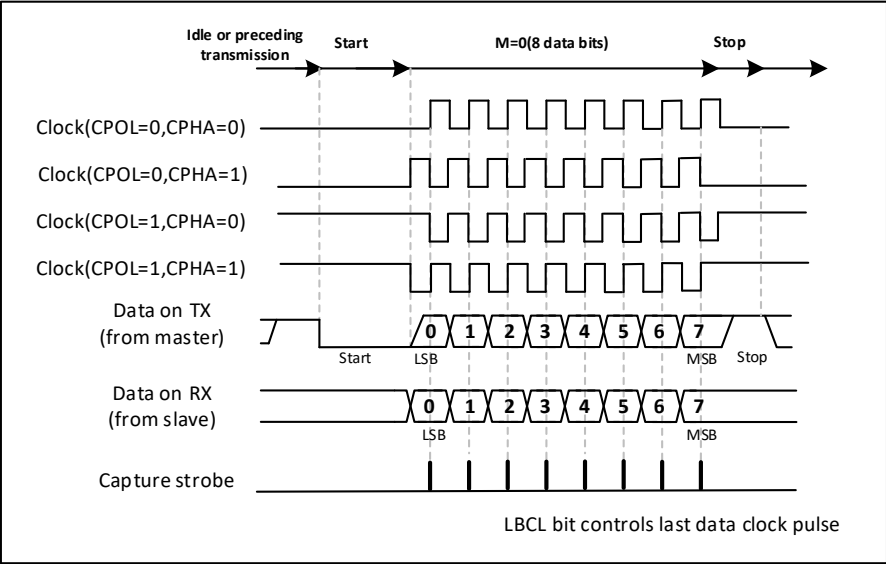 Idle or preceding
transmission
Start
M=0(8 data bits)
Stop
Clock(CPOL=0,CPHA=0)
Clock(CPOL=0,CPHA=1)
Clock(CPOL=1,CPHA=0)
Clock(CPOL=1,CPHA=1)
Data on TX
(from master)
0 1 2 3 4 5 6 7
Start
LSB
MSB
Stop
Data on RX
(from slave)
0 1 2 3 4 5 6 7
LSB
MSB
Capture strobe
LBCL bit controls last data clock pulse